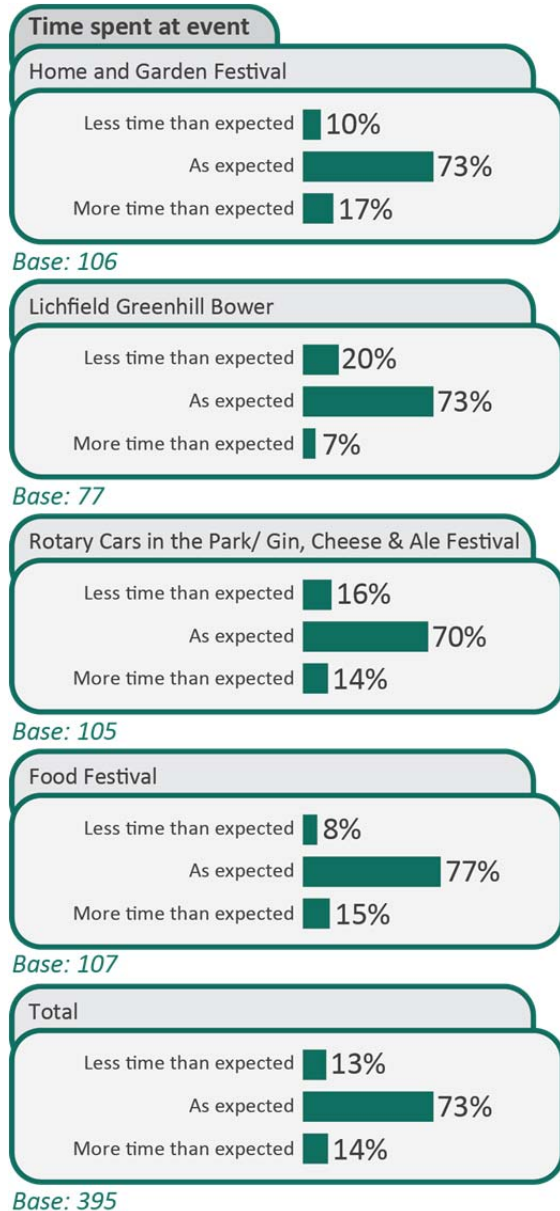 Time spent at event
Home and Garden Festival
Less time than expected 10%
As expected 73%
More time than expected 17%
Base: 106
Lichfield Greenhill Bower
Less time than expected 20%
As expected 73%
More time than expected 7%
Base: 77
Rotary Cars in the Park/ Gin, Cheese & Ale Festival
Less time than expected 16%
As expected 70%
More time than expected 14%
Base: 105
Food Festival
Less time than expected 8%
As expected 77%
More time than expected 15%
Base: 107
Total
Less time than expected 13%
As expected 73%
More time than expected 14%
Base: 395